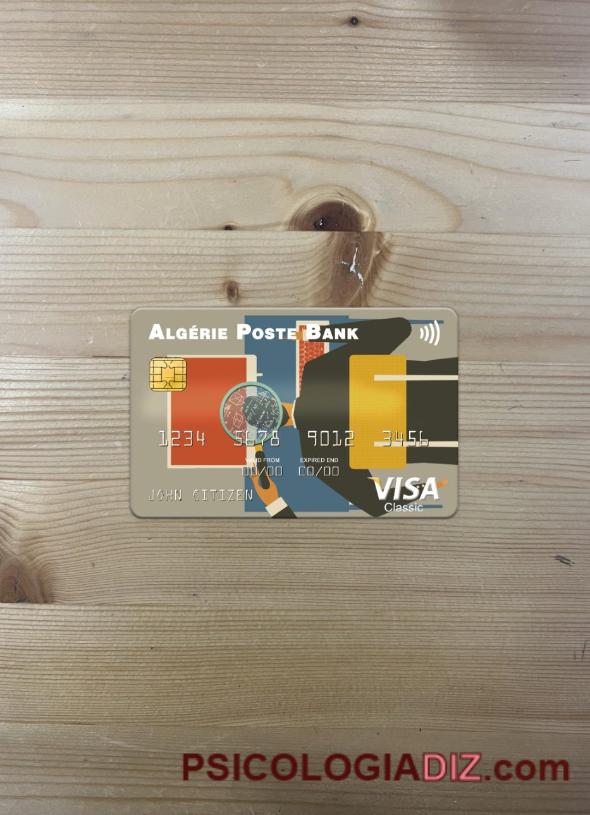 ALGÉRIE POSTE BANK
1234 5678 9012 3456
VALID FROM EXPIRED END
00/00 00/00
JOHN CITIZEN
VISA
Classic
PSICOLOGIADIZ.com